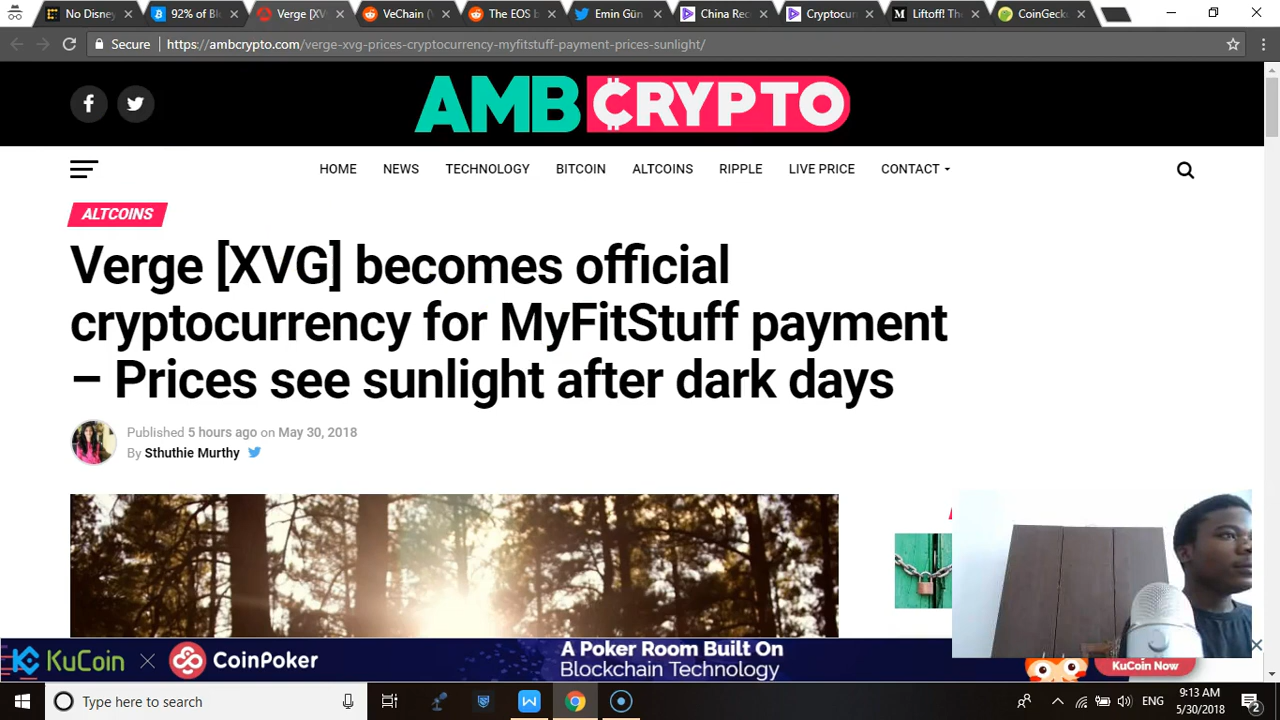 No Disney
92% of Bl
Verge [XV
VeChain (V
The EOS b
Emin Gün
China Res
Cryptocur
Liftoff! The
CoinGeck
Secure
https://ambcrypto.com/verge-xvg-prices-cryptocurrency-myfitstuff-payment-prices-sunlight/
AMBCRYPTO
HOME NEWS TECHNOLOGY BITCOIN ALTCOINS RIPPLE LIVE PRICE CONTACT
ALTCOINS
Verge [XVG] becomes official
cryptocurrency for MyFitStuff payment
– Prices see sunlight after dark days
Published 5 hours ago on May 30, 2018
By Sthuthie Murthy
KuCoin
CoinPoker
A Poker Room Built On
Blockchain Technology
KuCoin Now
Type here to search
ENG
9:13 AM
5/30/2018
2